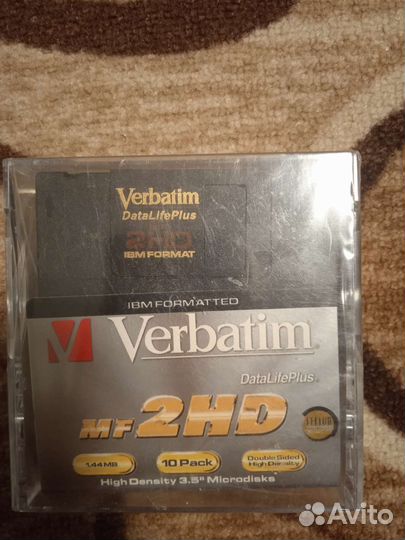 Verbatim
DataLifePlus
2HD
IBM FORMAT
IBM FORMATTED
Verbatim
DataLifePlus
MF 2HD
TEFLON
1.44 MB
10 Pack
Double Sided
High Density
High Density 3.5" Microdisks
Avito